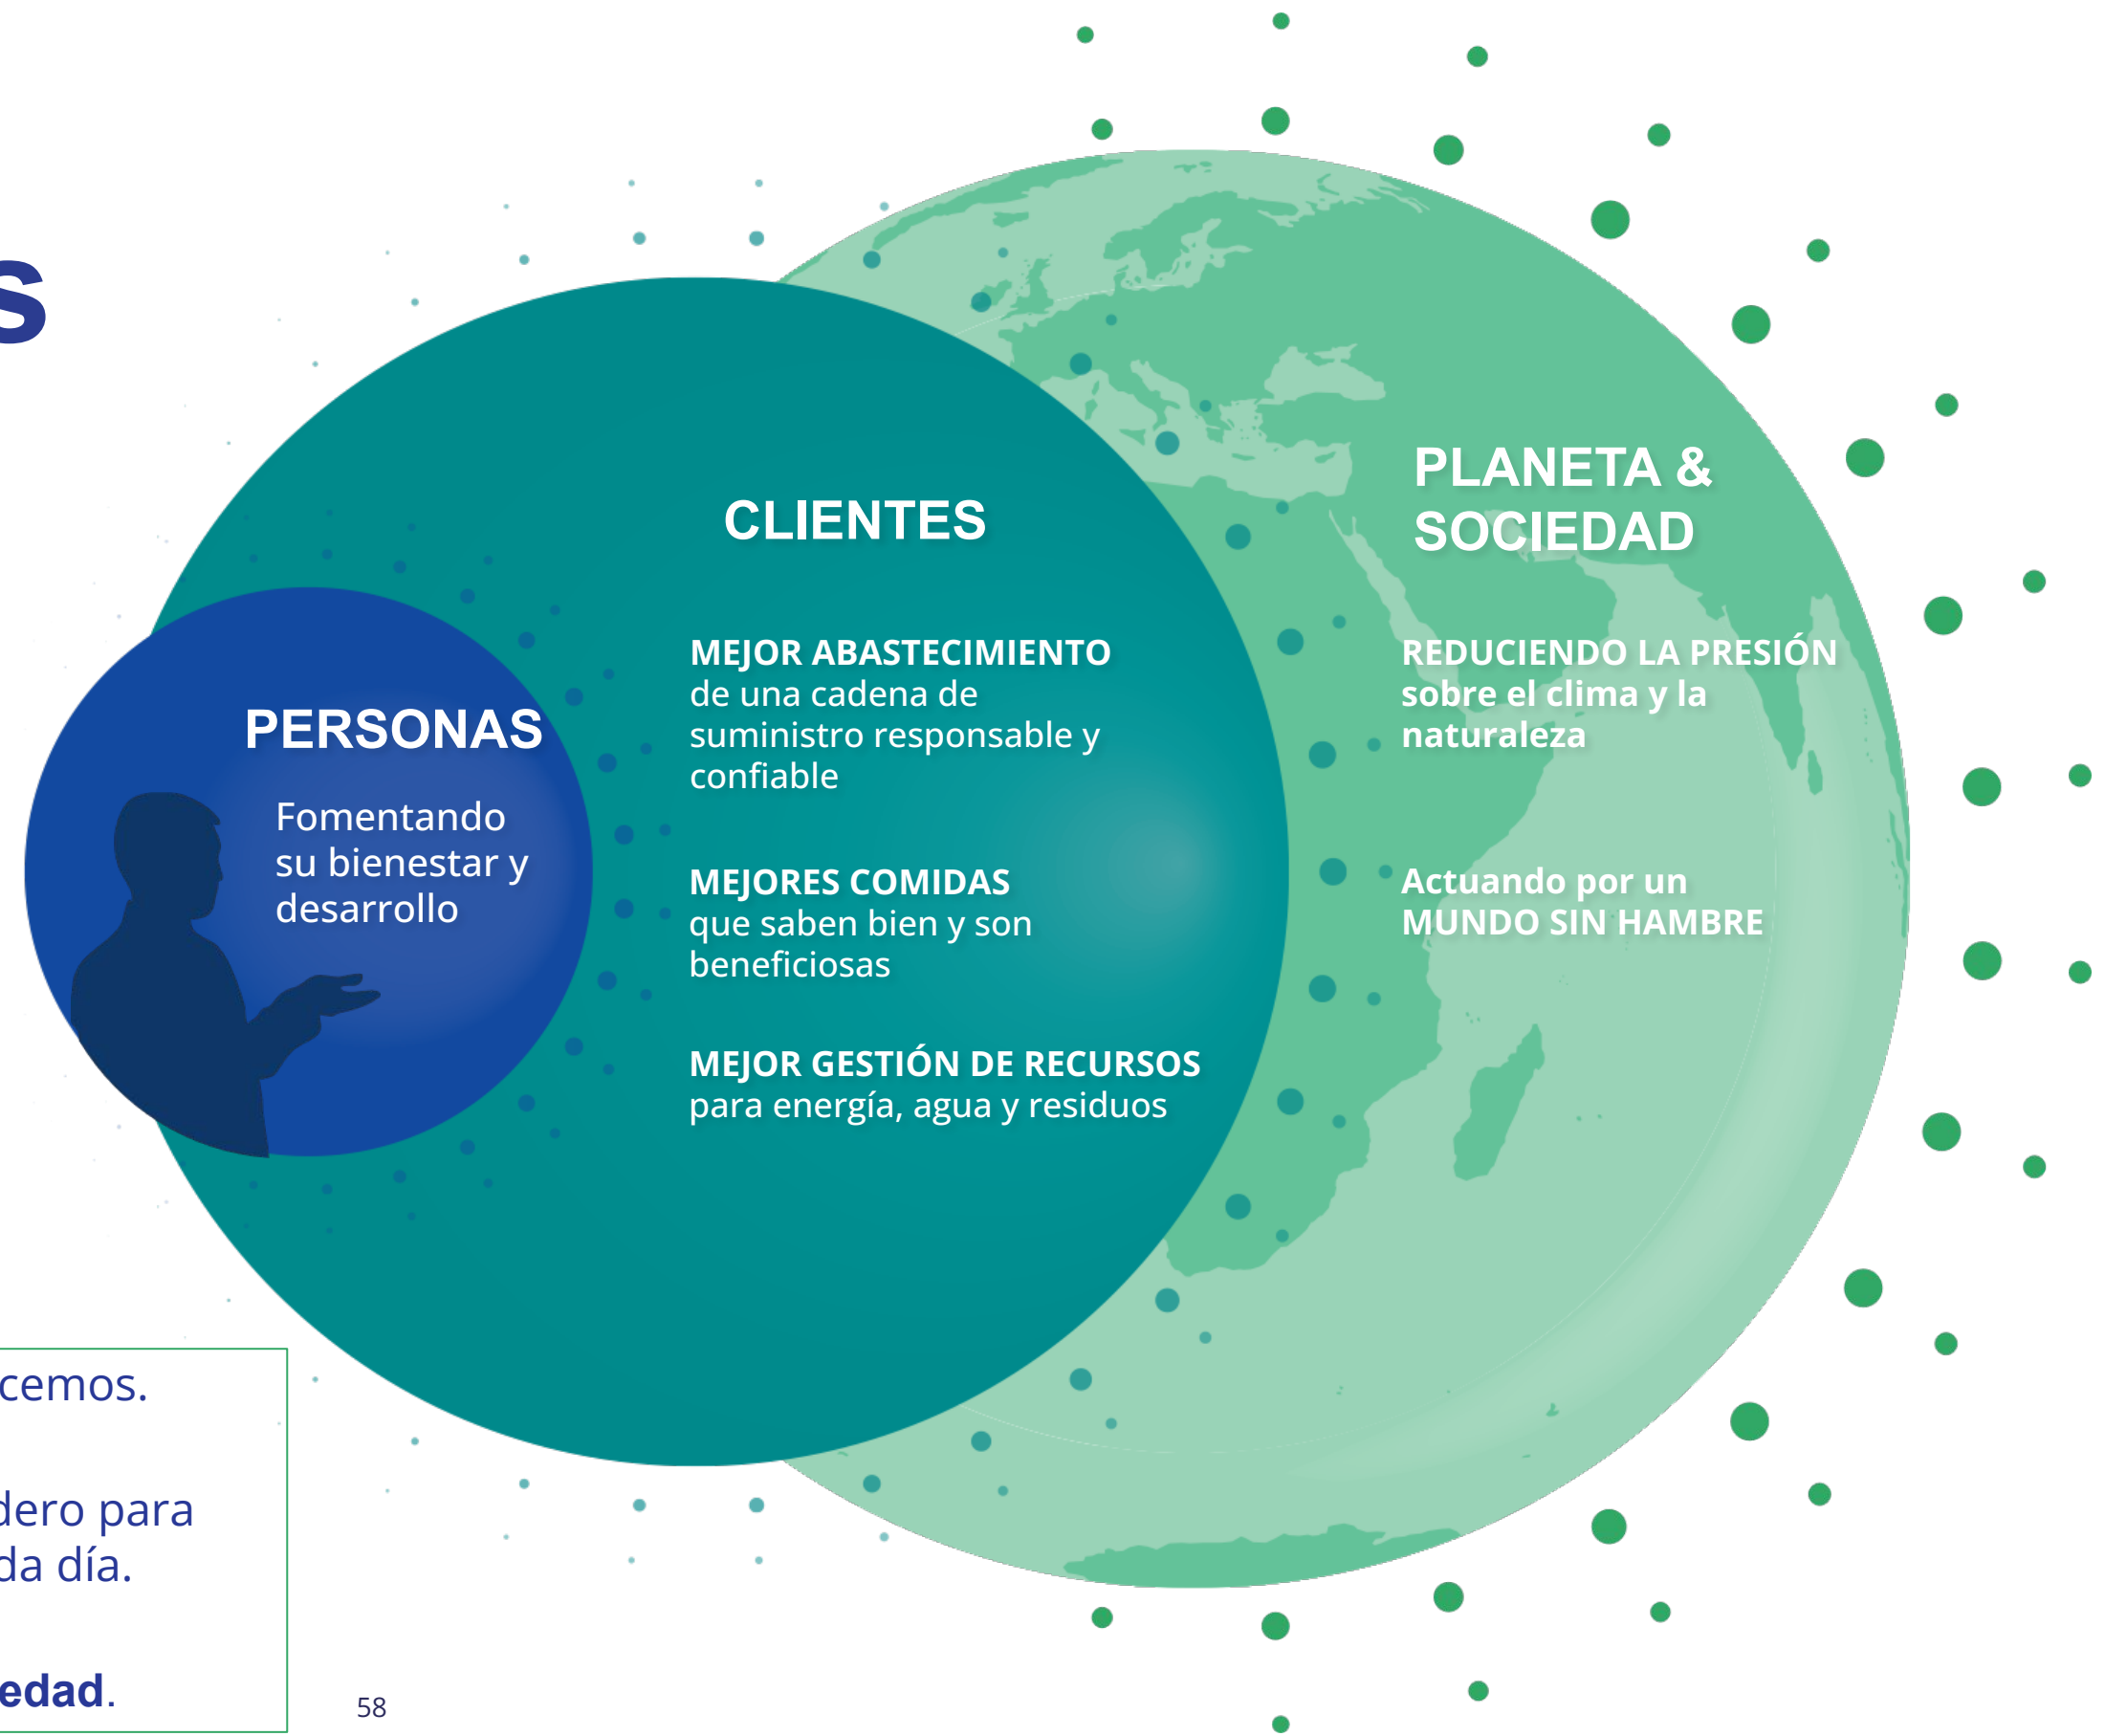 s
PERSONAS
Fomentando
su bienestar y
desarrollo
CLIENTES
MEJOR ABASTECIMIENTO
de una cadena de
suministro responsable y
confiable
MEJORES COMIDAS
que saben bien y son
beneficiosas
MEJOR GESTIÓN DE RECURSOS
para energía, agua y residuos
PLANETA &
SOCIEDAD
REDUCIENDO LA PRESIÓN
sobre el clima y la
naturaleza
Actuando por un
MUNDO SIN HAMBRE
cemos.
dero para
da día.
edad.
58